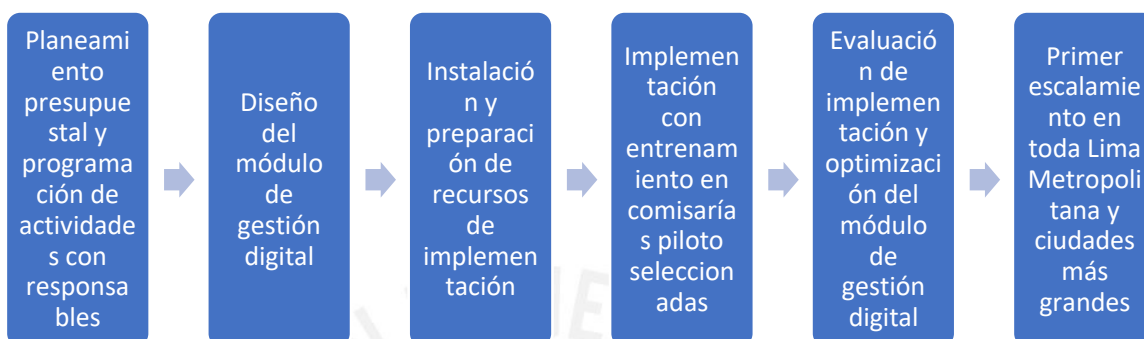 Planeami
ento
presupue
stal y
programa
ción de
actividade
s con
responsa
bles
Diseño
del
módulo
de
gestión
digital
Instalació
n y
preparaci
ón de
recursos
de
implemen
tación
Implemen
tación
con
entrenam
iento en
comisaría
s piloto
seleccion
adas
Evaluació
n de
implemen
tación y
optimizaci
ón del
módulo
de
gestión
digital
Primer
escalamie
nto en
toda Lima
Metropoli
tana y
ciudades
más
grandes